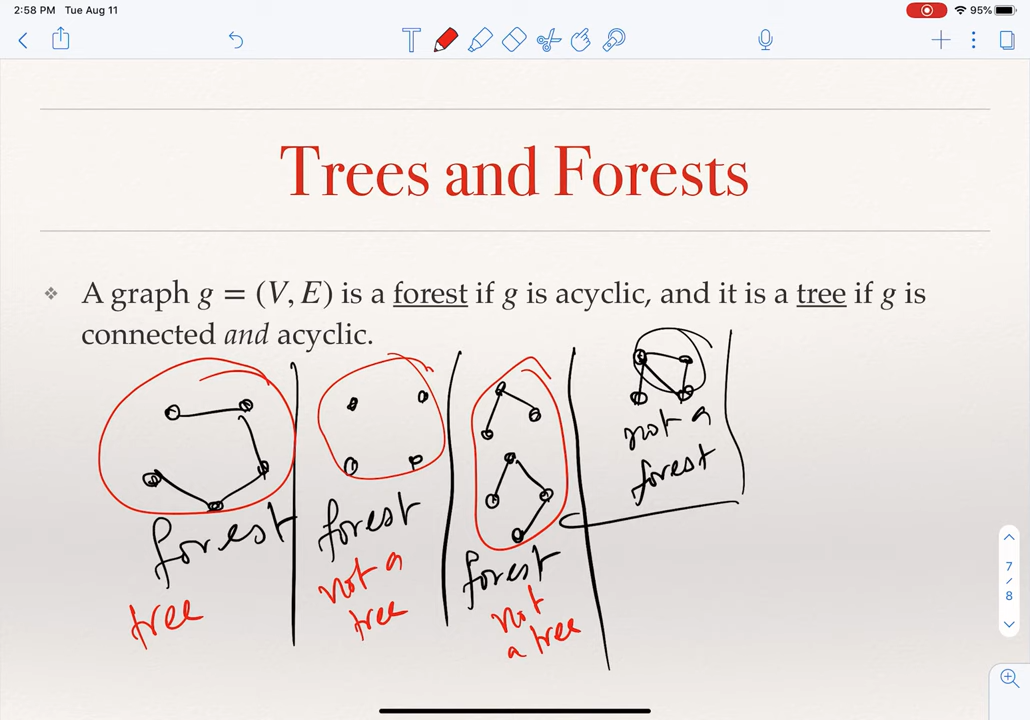 2:58 PM Tue Aug 11
95%
T
Trees and Forests
❖ A graph g = (V, E) is a forest if g is acyclic, and it is a tree if g is
connected and acyclic.
forest
tree
forest
not a
tree
forest
not
a tree
not a
forest
7
/
8